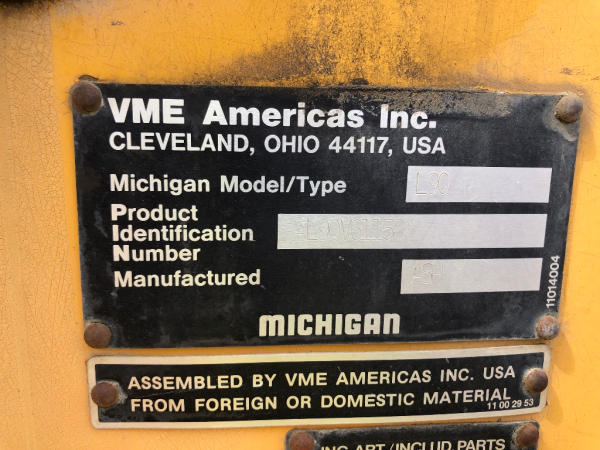 VME Americas Inc.
CLEVELAND, OHIO 44117, USA
Michigan Model/Type L90
Product
Identification
Number
Manufactured
11014004
MICHIGAN
ASSEMBLED BY VME AMERICAS INC. USA
FROM FOREIGN OR DOMESTIC MATERIAL
11 00 29 53
PARTS